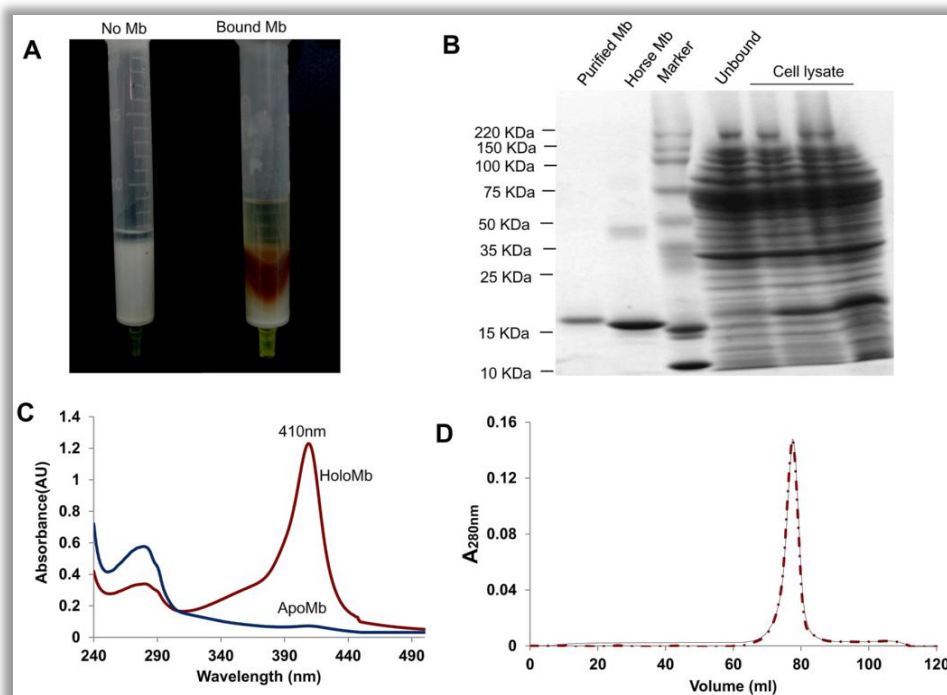 A
No Mb
Bound Mb
B
Purified Mb
Horse Mb
Marker
Unbound
Cell lysate
220 KDa
150 KDa
100 KDa
75 KDa
50 KDa
35 KDa
25 KDa
15 KDa
10 KDa
C
1.4
1.2
1
0.8
0.6
0.4
0.2
0
410nm
HoloMb
ApoMb
Absorbance(AU)
240 290 340 390 440 490
Wavelength (nm)
D
0.16
0.12
0.08
0.04
0
A280nm
0 20 40 60 80 100 120
Volume (ml)